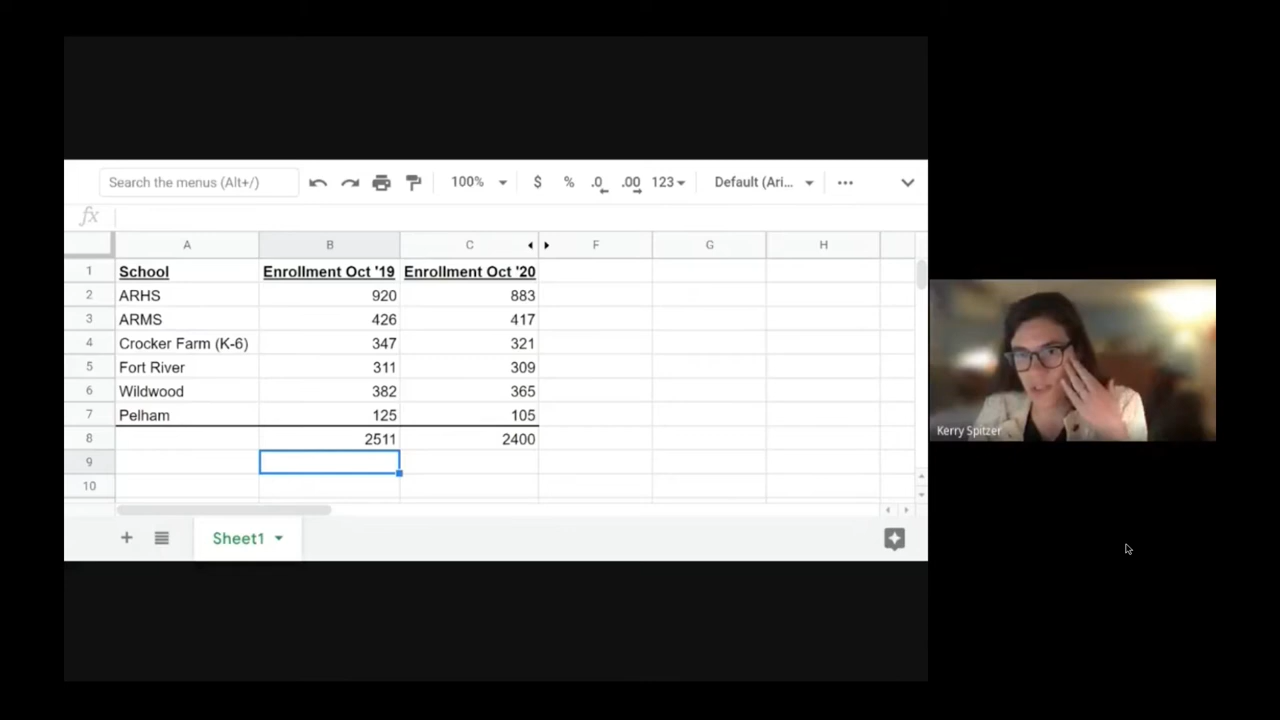 Search the menus (Alt+/) 100% $ % .0 .00 123 Default (Ari... ...
fx
A B C F G H
1 School Enrollment Oct '19 Enrollment Oct '20
2 ARHS 920 883
3 ARMS 426 417
4 Crocker Farm (K-6) 347 321
5 Fort River 311 309
6 Wildwood 382 365
7 Pelham 125 105
8 2511 2400
9
10
Sheet1
Kerry Spitzer